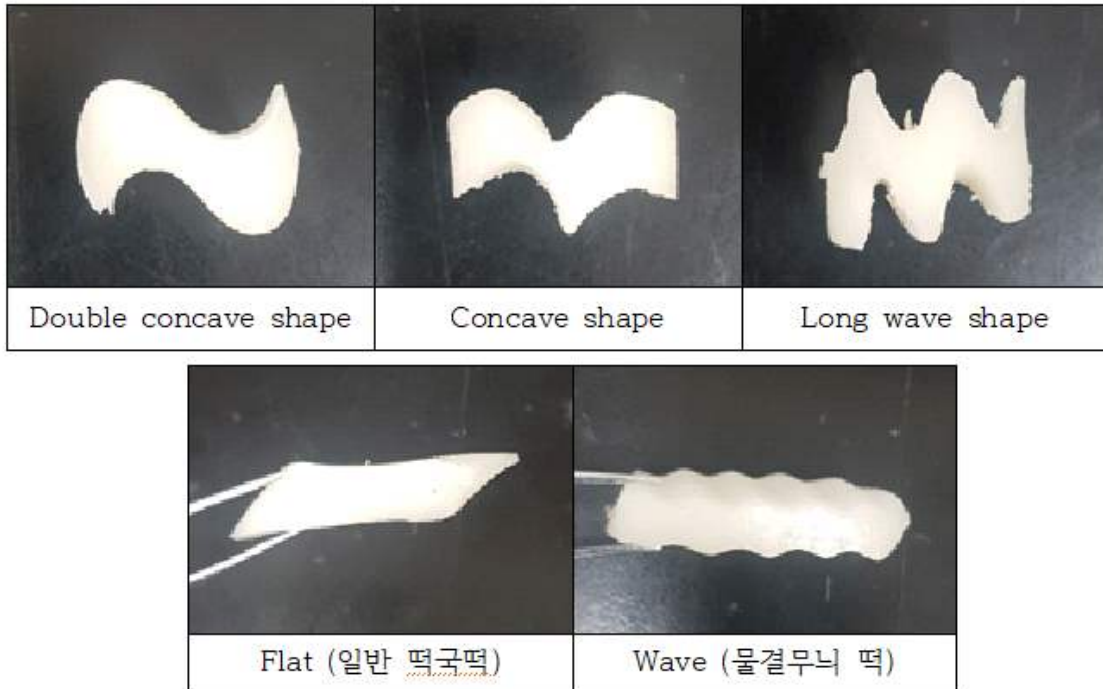 Double concave shape
Concave shape
Long wave shape
Flat (일반 떡국떡)
Wave (물결무늬 떡)